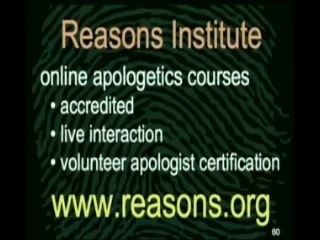 Reasons Institute
online apologetics courses
• accredited
• live interaction
• volunteer apologist certification
www.reasons.org
60